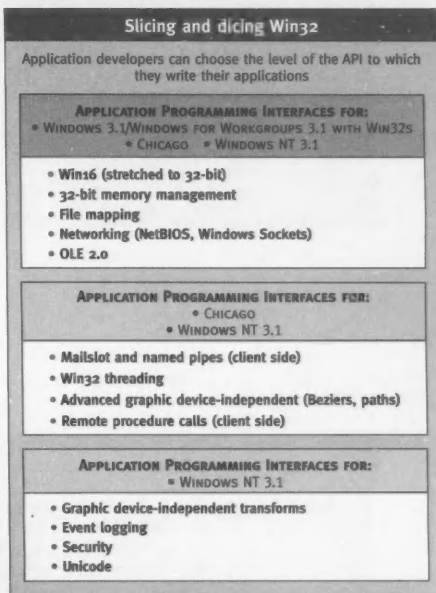 Slicing and dicing Win32
Application developers can choose the level of the API to which
they write their applications
APPLICATION PROGRAMMING INTERFACES FOR:
• WINDOWS 3.1/WINDOWS FOR WORKGROUPS 3.1 WITH WIN32S
• CHICAGO • WINDOWS NT 3.1
• Win16 (stretched to 32-bit)
• 32-bit memory management
• File mapping
• Networking (NetBIOS, Windows Sockets)
• OLE 2.0
APPLICATION PROGRAMMING INTERFACES FOR:
• CHICAGO
• WINDOWS NT 3.1
• Mailslot and named pipes (client side)
• Win32 threading
• Advanced graphic device-independent (Beziers, paths)
• Remote procedure calls (client side)
APPLICATION PROGRAMMING INTERFACES FOR:
• WINDOWS NT 3.1
• Graphic device-independent transforms
• Event logging
• Security
• Unicode